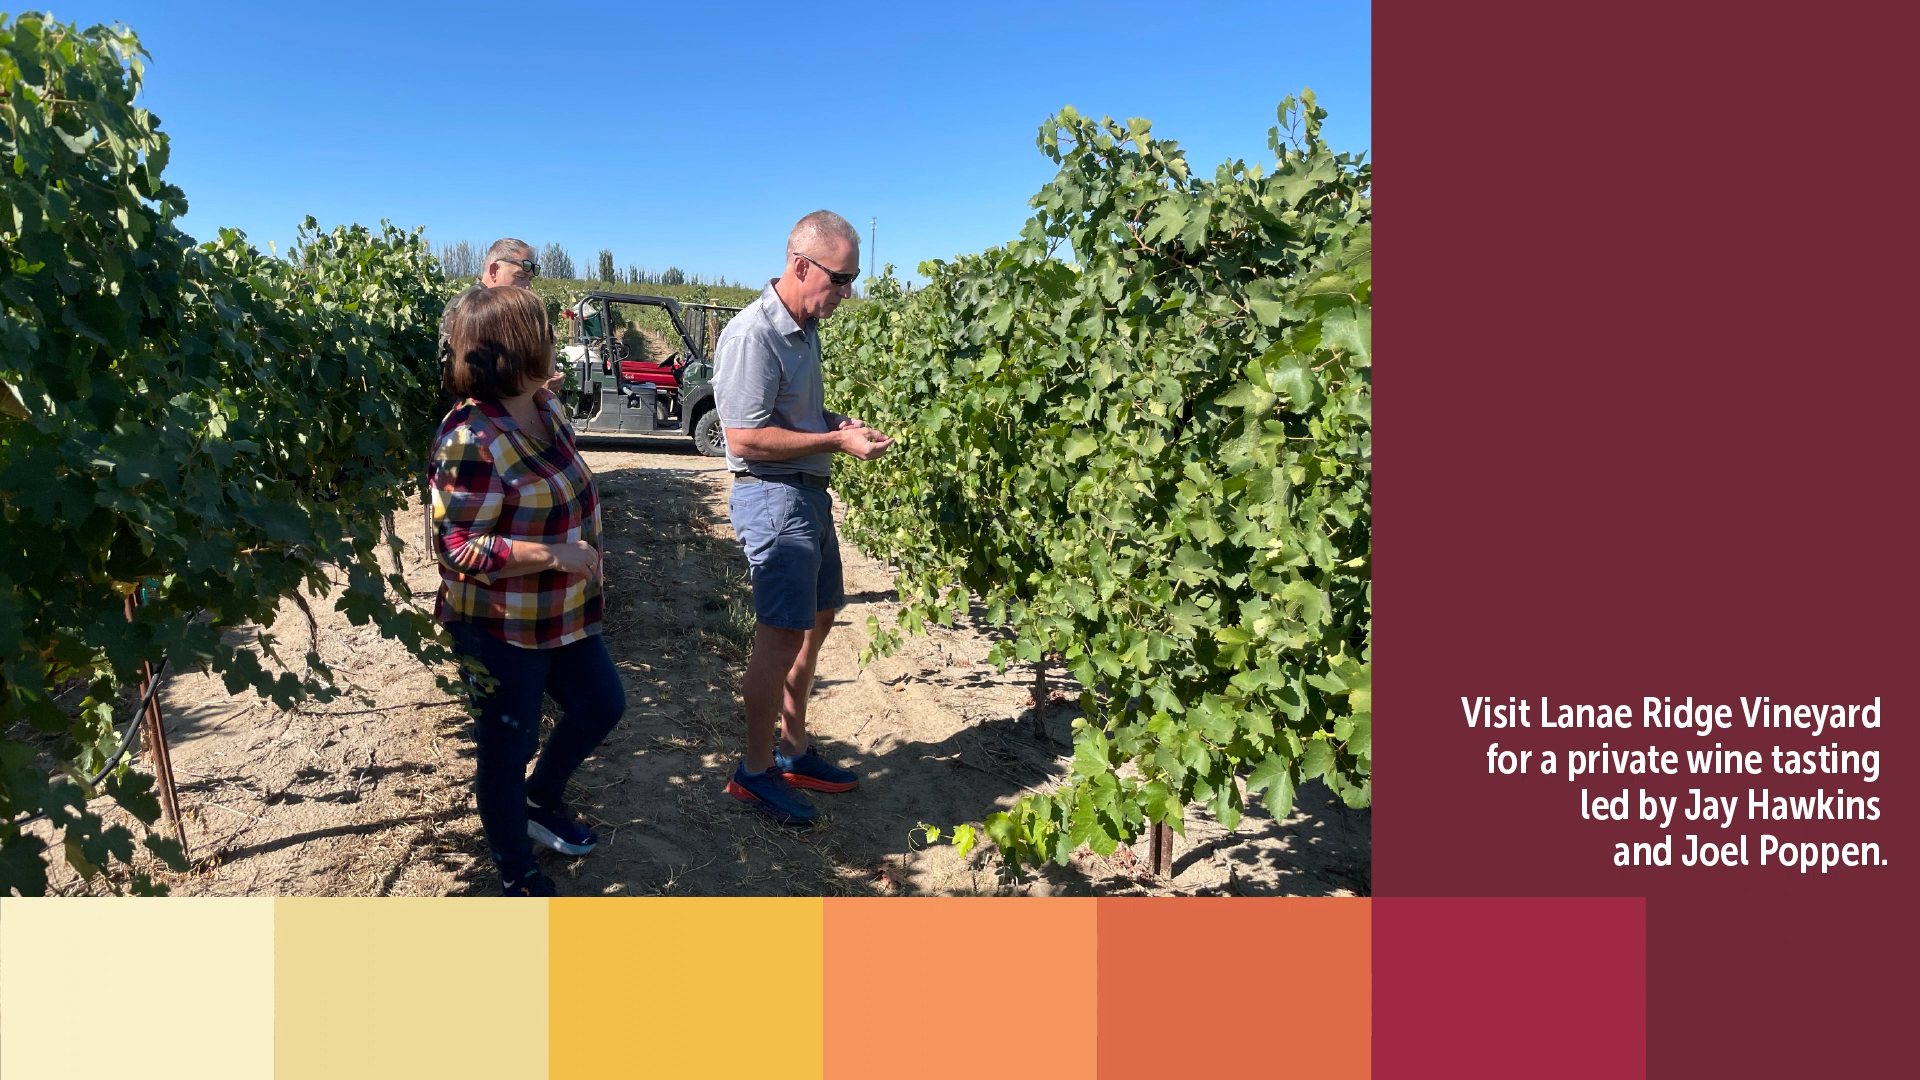 Visit Lanae Ridge Vineyard
for a private wine tasting
led by Jay Hawkins
and Joel Poppen.